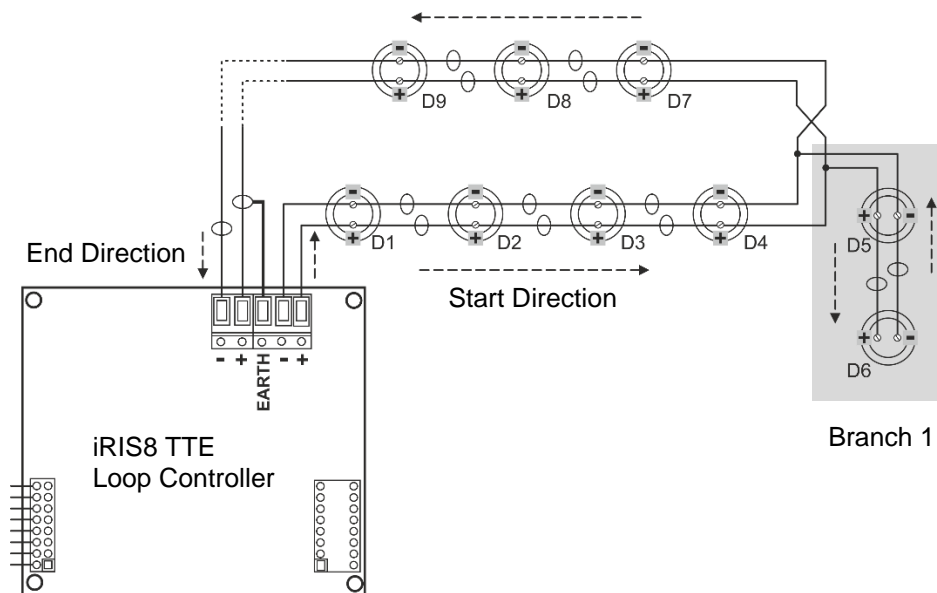 - - -
D9 D8 D7
+ + +
- - - -
D1 D2 D3 D4
+ + + +
+ -
D5
End Direction
Start Direction
+ -
D6
- + EARTH - +
Branch 1
iRIS8 TTE
Loop Controller